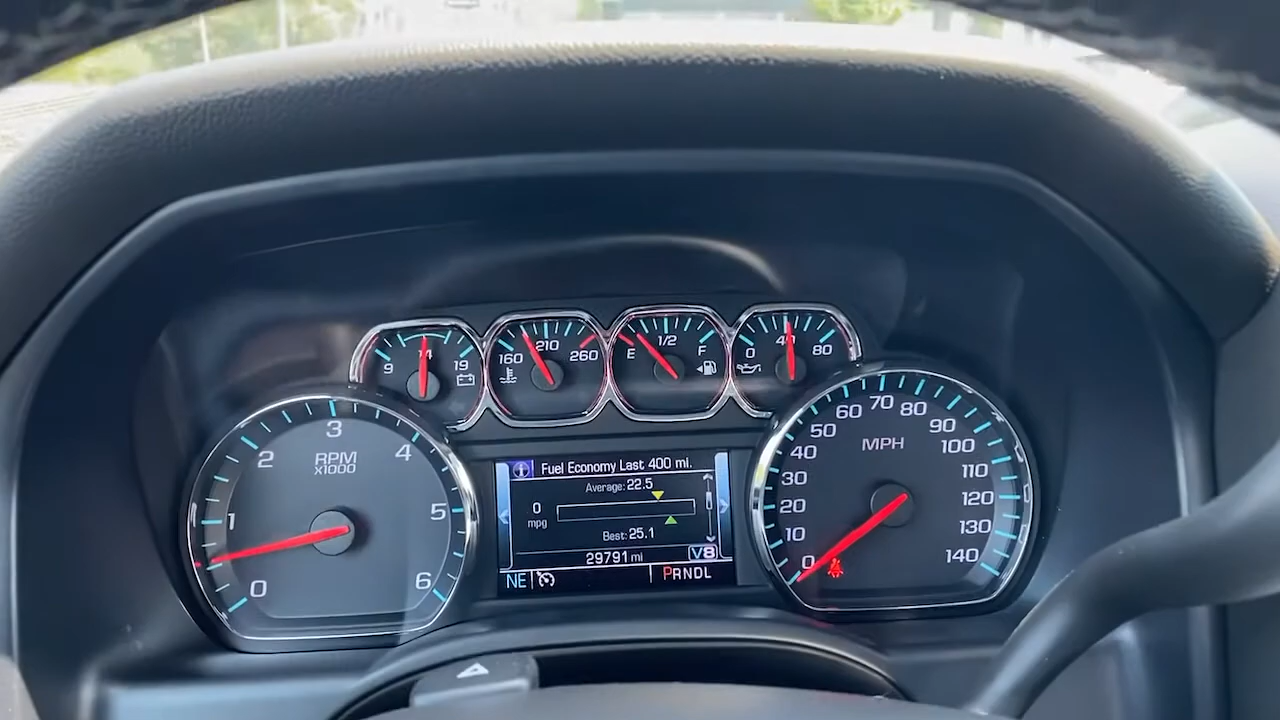 9 14 19
160 210 260
E 1/2 F
0 40 80
0 1 2 3 4 5 6
RPM
x1000
Fuel Economy Last 400 mi.
Average: 22.5
0
mpg
Best: 25.1
29791 mi
V8
NE
PRNDL
0 10 20 30 40 50 60 70 80 90 100 110 120 130 140
MPH